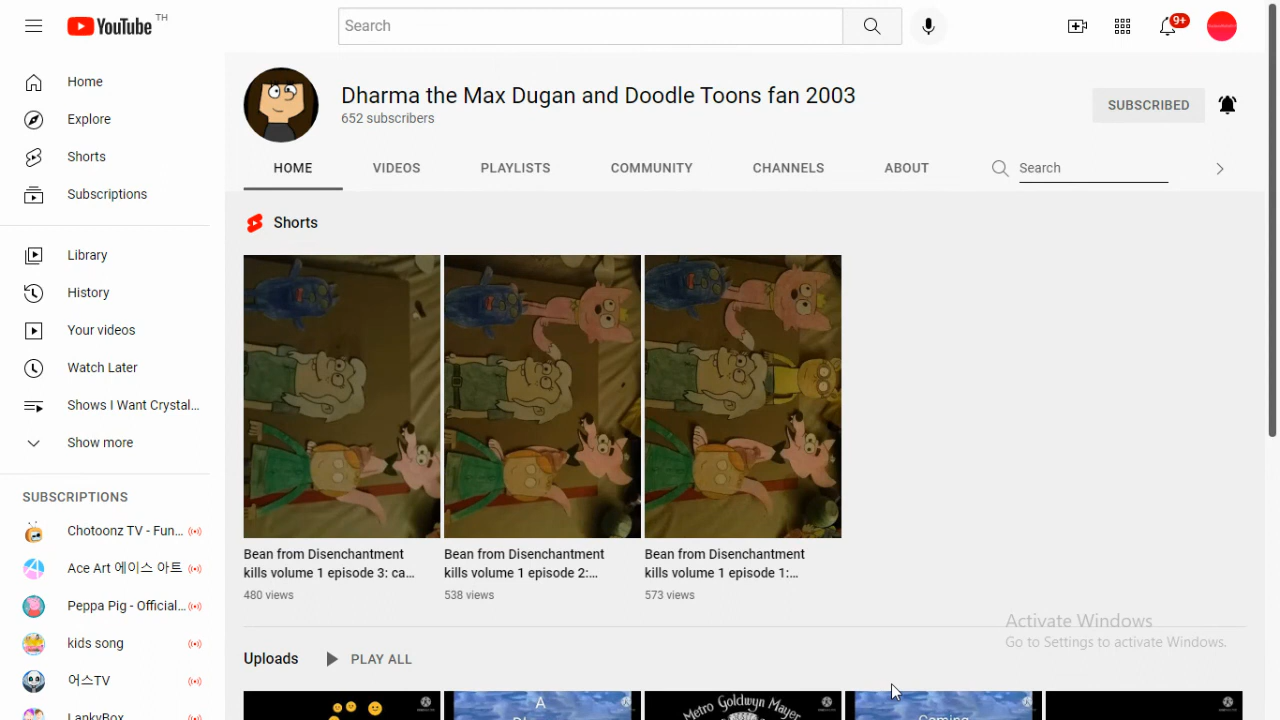 YouTube TH
Search
9+
Home
Explore
Shorts
Subscriptions
Library
History
Your videos
Watch Later
Shows I Want Crystal...
Show more
SUBSCRIPTIONS
Chotoonz TV - Fun...
Ace Art 에이스 아트
Peppa Pig - Official...
kids song
어스TV
LankyBox
Dharma the Max Dugan and Doodle Toons fan 2003
652 subscribers
SUBSCRIBED
HOME VIDEOS PLAYLISTS COMMUNITY CHANNELS ABOUT Search
Shorts
Bean from Disenchantment
kills volume 1 episode 3: ca...
480 views
Bean from Disenchantment
kills volume 1 episode 2:...
538 views
Bean from Disenchantment
kills volume 1 episode 1:...
573 views
Activate Windows
Go to Settings to activate Windows.
Uploads PLAY ALL
A
Metro Goldwyn Mayer
Coming